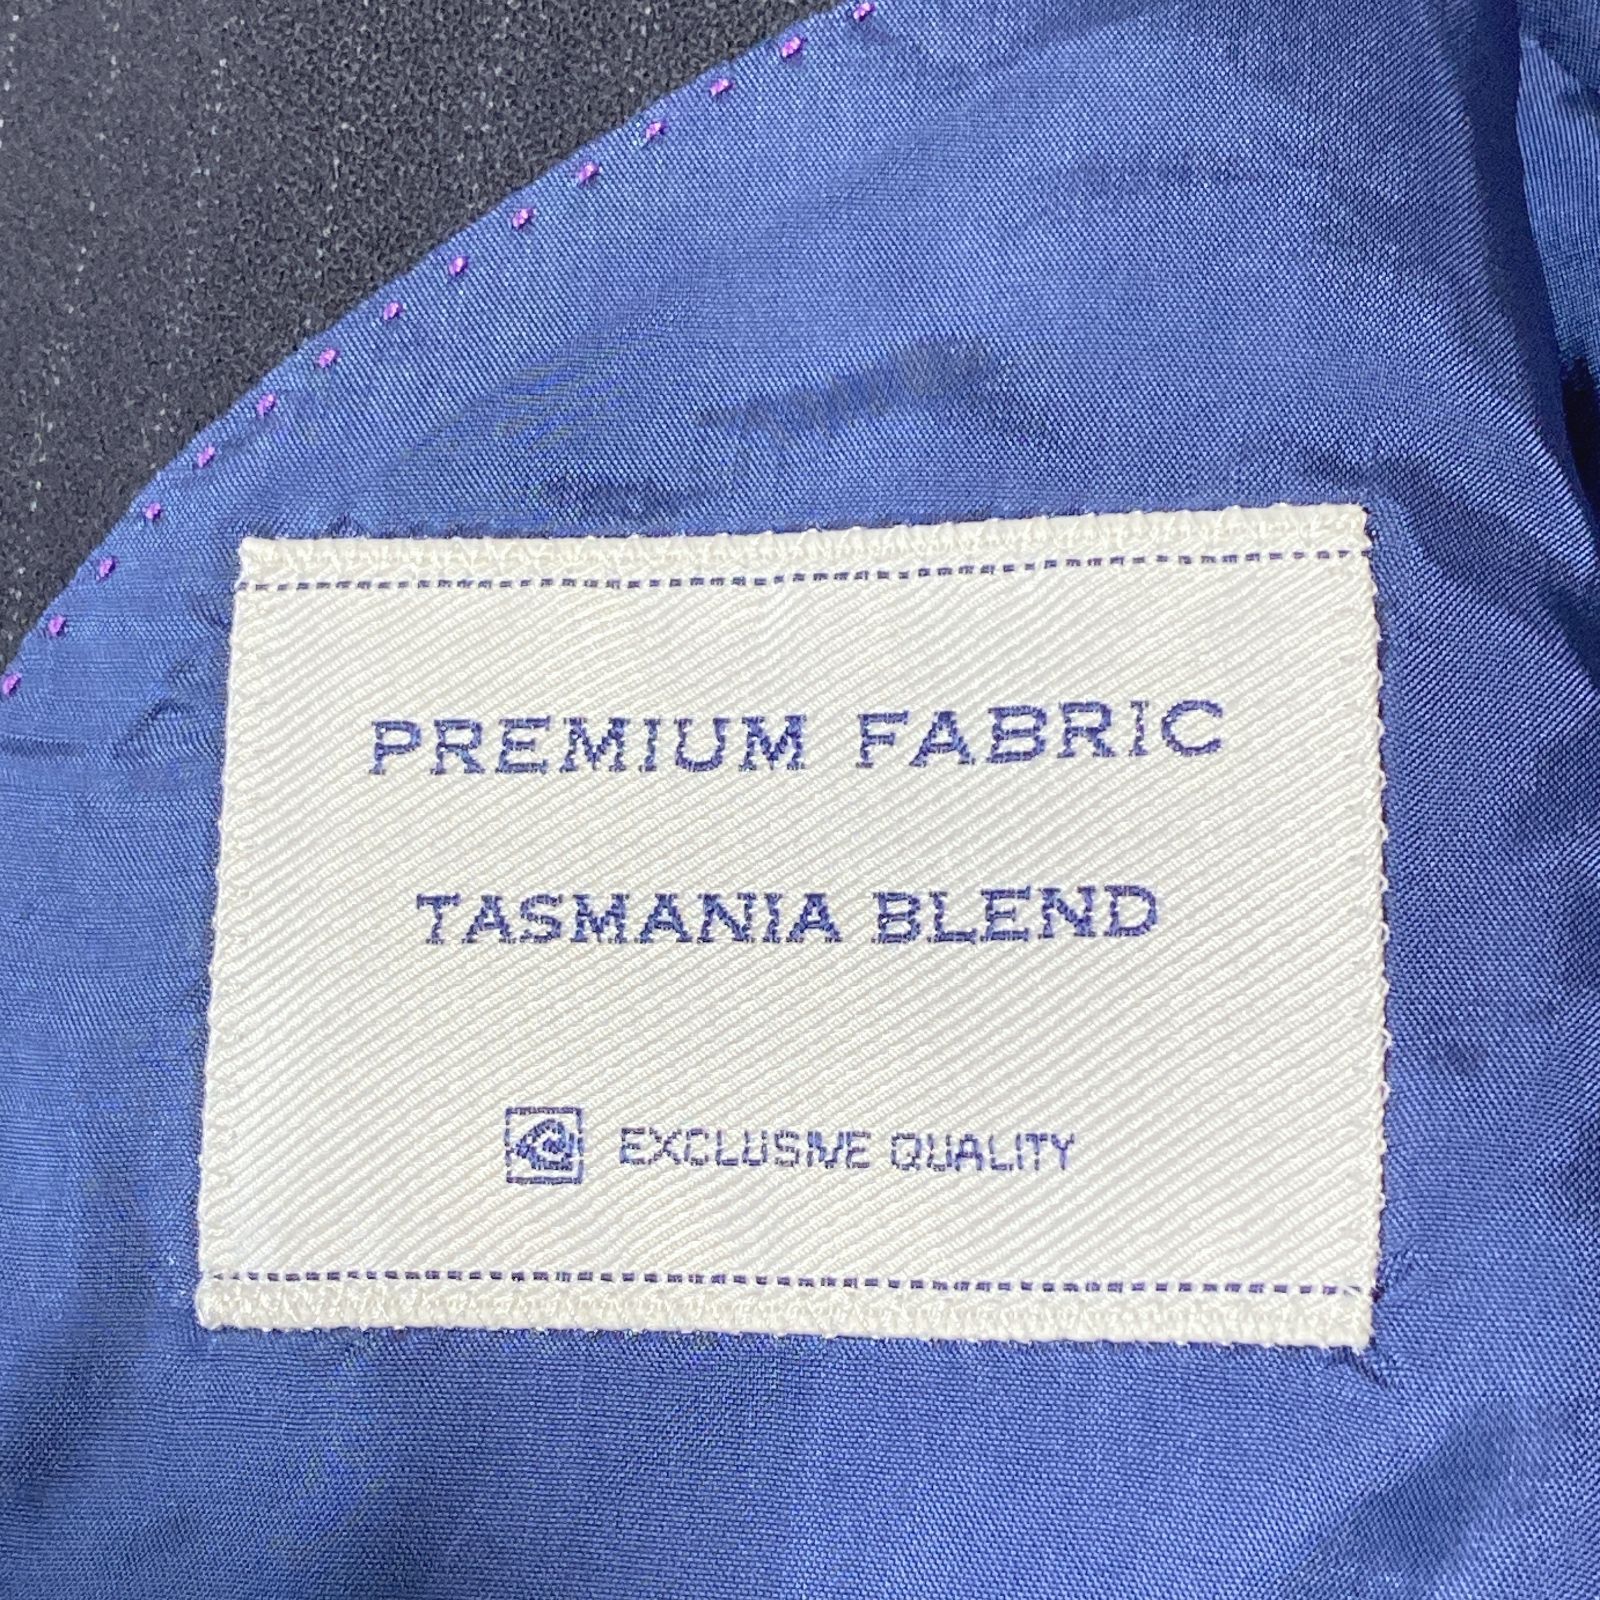 PREMIUM FABRIC
TASMANIA BLEND
EXCLUSIVE QUALITY